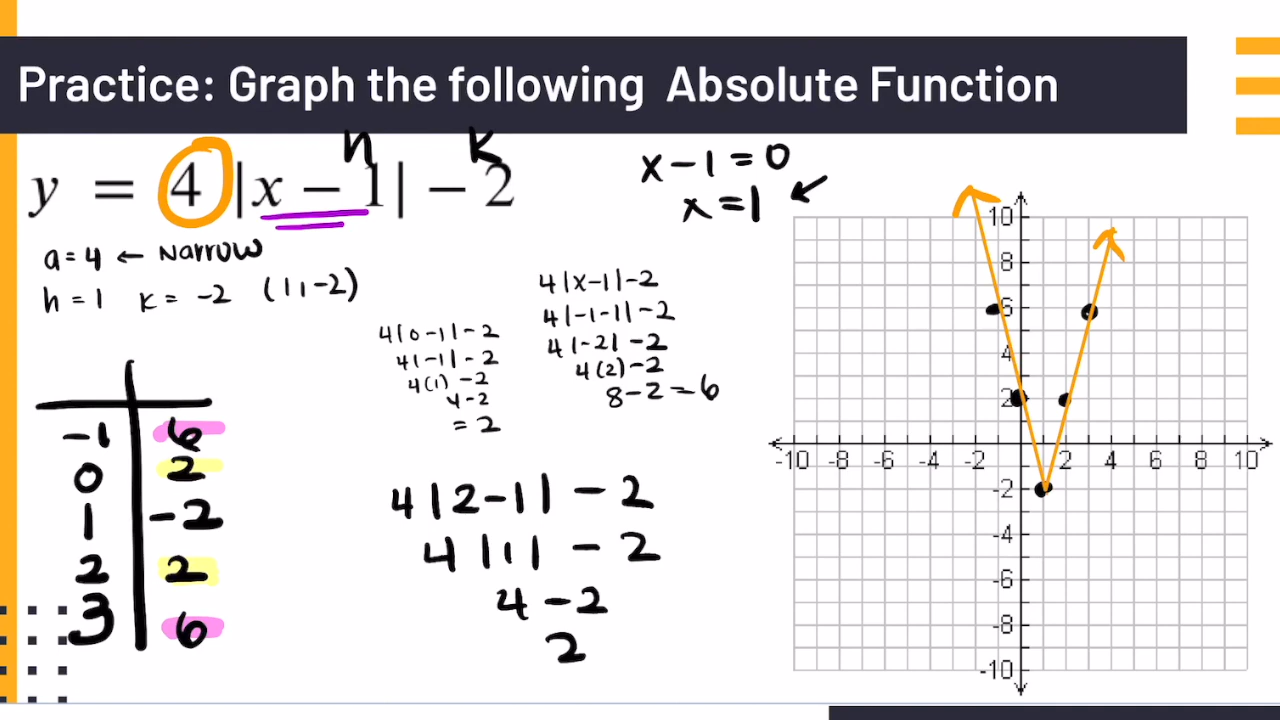 Practice: Graph the following Absolute Function
h k
y = 4|x − 1| − 2
x - 1 = 0
x = 1 ↙
a = 4 ← Narrow
h = 1 k = -2 (1, -2)
4|0-1|-2
4|-1|-2
4(1) -2
4-2
= 2
4|x-1|-2
4|-1-1|-2
4|-2|-2
4(2)-2
8-2 = 6
-1 6
0 2
1 -2
2 2
3 6
4|2-1| - 2
4|1| - 2
4 - 2
2
10
8
6
4
2
-10 -8 -6 -4 -2 2 4 6 8 10
-2
-4
-6
-8
-10